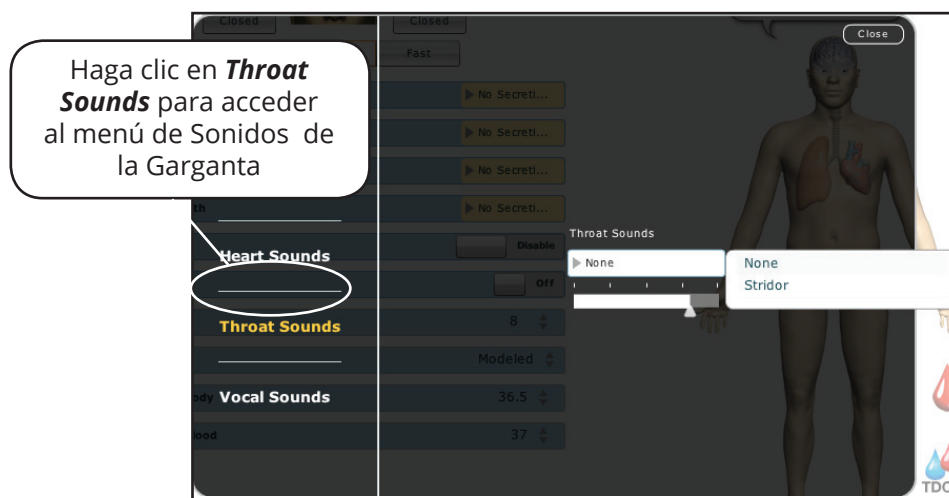 Closed
Closed
Close
Fast
Haga clic en Throat
Sounds para acceder
al menú de Sonidos de
la Garganta
No Secreti...
No Secreti...
No Secreti...
th
No Secreti...
Throat Sounds
Disable
Heart Sounds
None
None
Off
Stridor
Throat Sounds
8
Modeled
ody
Vocal Sounds
36.5
lood
37